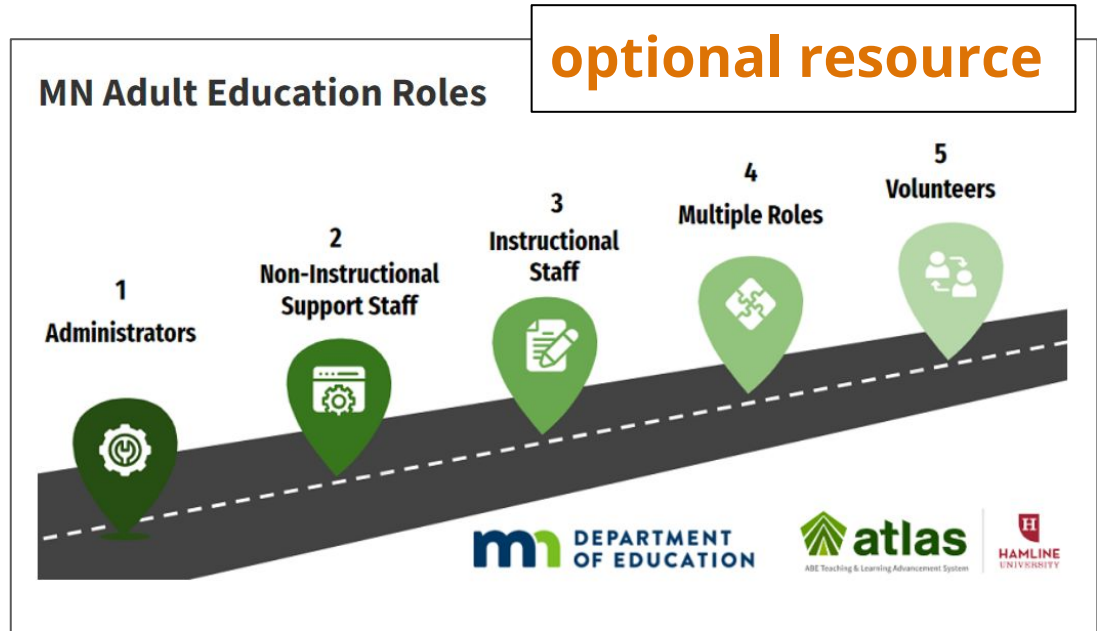 optional resource
MN Adult Education Roles
1
Administrators
2
Non-Instructional
Support Staff
3
Instructional
Staff
4
Multiple Roles
5
Volunteers
mn DEPARTMENT
OF EDUCATION
atlas
ABE Teaching & Learning Advancement System
H
HAMLINE
UNIVERSITY